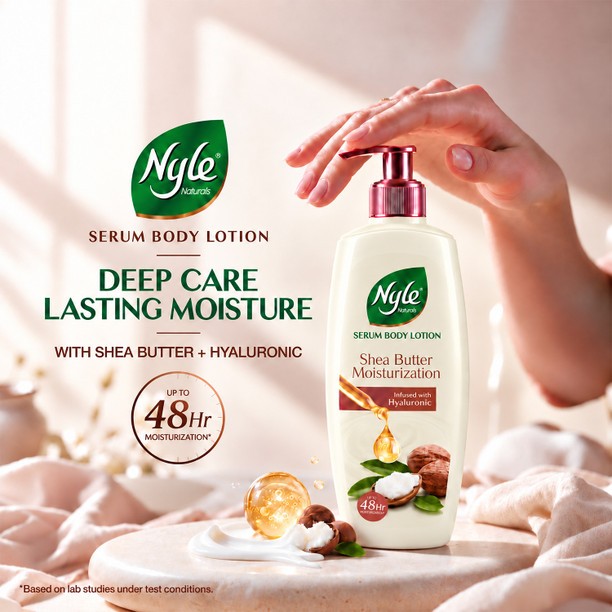 Nyle®
Naturals
SERUM BODY LOTION
DEEP CARE
LASTING MOISTURE
WITH SHEA BUTTER + HYALURONIC
UP TO
48Hr
MOISTURIZATION*
Nyle®
Naturals
SERUM BODY LOTION
Shea Butter
Moisturization
Infused with
Hyaluronic
UP TO
48Hr
*Based on lab studies under test conditions.